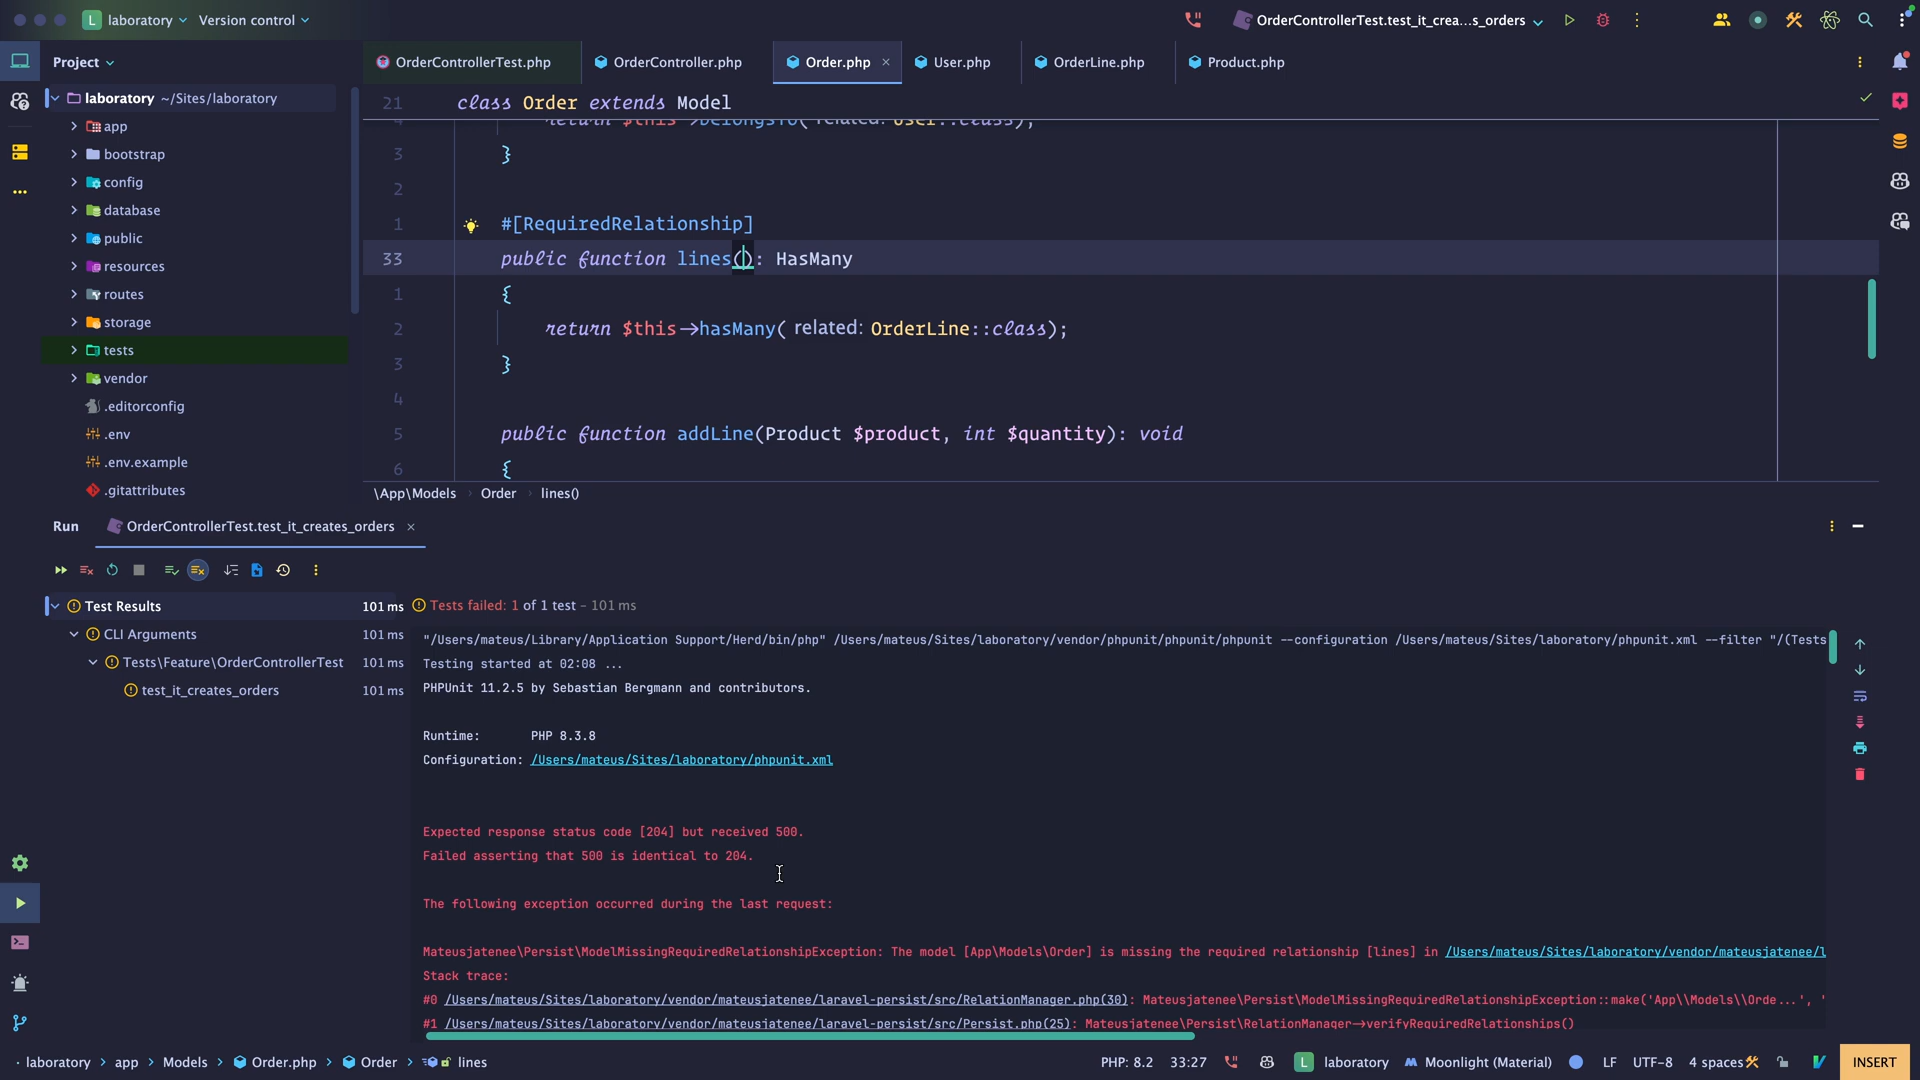 L laboratory Version control OrderControllerTest.test_it_crea...s_orders
Project
OrderControllerTest.php OrderController.php Order.php User.php OrderLine.php Product.php
laboratory ~/Sites/laboratory
app
bootstrap
config
database
public
resources
routes
storage
tests
vendor
.editorconfig
.env
.env.example
.gitattributes
21 class Order extends Model
4 return $this->belongsTo( related: User::class);
3 }
2
1 #[RequiredRelationship]
33 public function lines(): HasMany
1 {
2 return $this->hasMany( related: OrderLine::class);
3 }
4
5 public function addLine(Product $product, int $quantity): void
6 {
\App\Models Order lines()
Run OrderControllerTest.test_it_creates_orders
Test Results 101 ms
CLI Arguments 101 ms
Tests\Feature\OrderControllerTest 101 ms
test_it_creates_orders 101 ms
Tests failed: 1 of 1 test – 101 ms
"/Users/mateus/Library/Application Support/Herd/bin/php" /Users/mateus/Sites/laboratory/vendor/phpunit/phpunit/phpunit --configuration /Users/mateus/Sites/laboratory/phpunit.xml --filter "/(Tests
Testing started at 02:08 ...
PHPUnit 11.2.5 by Sebastian Bergmann and contributors.
Runtime: PHP 8.3.8
Configuration: /Users/mateus/Sites/laboratory/phpunit.xml
Expected response status code [204] but received 500.
Failed asserting that 500 is identical to 204.
The following exception occurred during the last request:
Mateusjatenee\Persist\ModelMissingRequiredRelationshipException: The model [App\Models\Order] is missing the required relationship [lines] in /Users/mateus/Sites/laboratory/vendor/mateusjatenee/l
Stack trace:
#0 /Users/mateus/Sites/laboratory/vendor/mateusjatenee/laravel-persist/src/RelationManager.php(30): Mateusjatenee\Persist\ModelMissingRequiredRelationshipException::make('App\\Models\\Orde...', '
#1 /Users/mateus/Sites/laboratory/vendor/mateusjatenee/laravel-persist/src/Persist.php(25): Mateusjatenee\Persist\RelationManager->verifyRequiredRelationships()
laboratory app Models Order.php Order lines PHP: 8.2 33:27 L laboratory Moonlight (Material) LF UTF-8 4 spaces INSERT